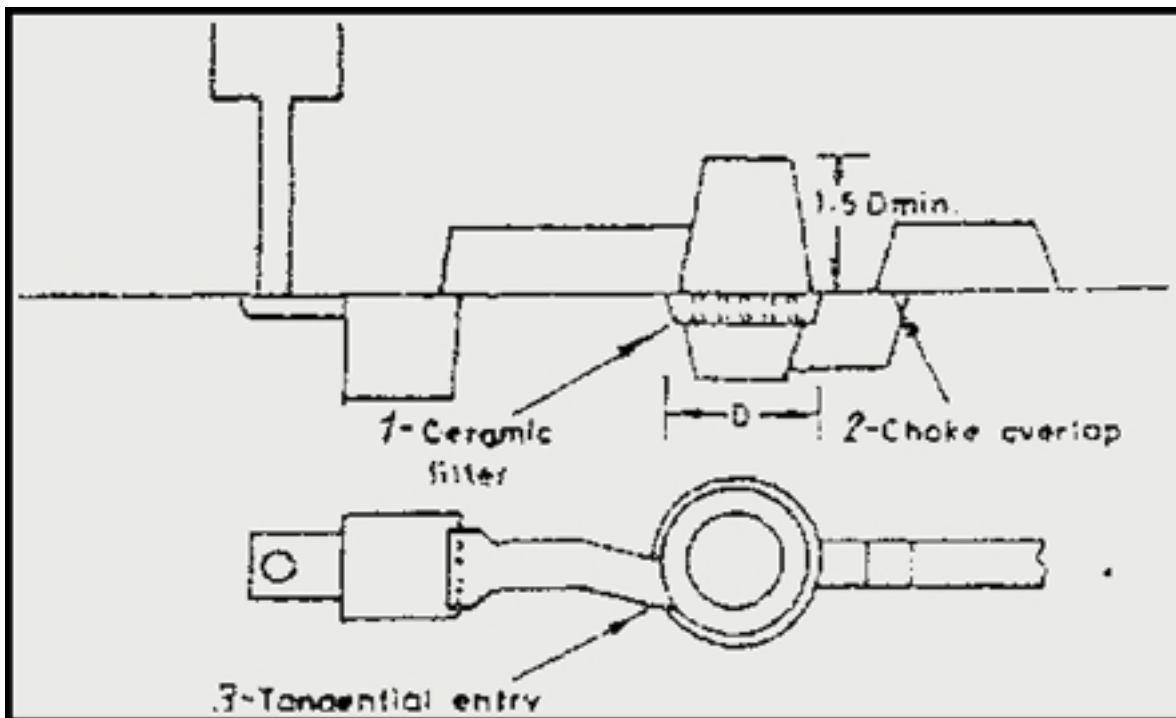 1.5 Dmin.
D
1-Ceramic
filter
2-Choke overlap
3-Tangential entry